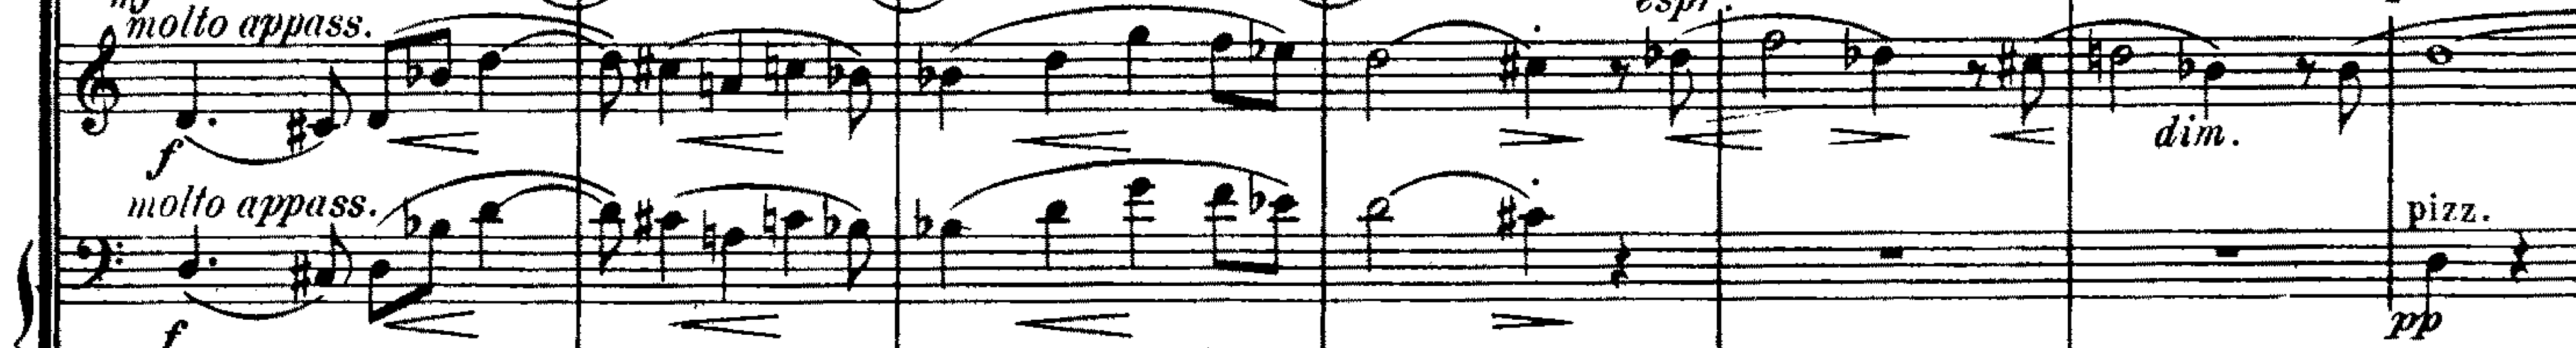 espr.
molto appass.
f
dim.
molto appass.
pizz.
f
pp